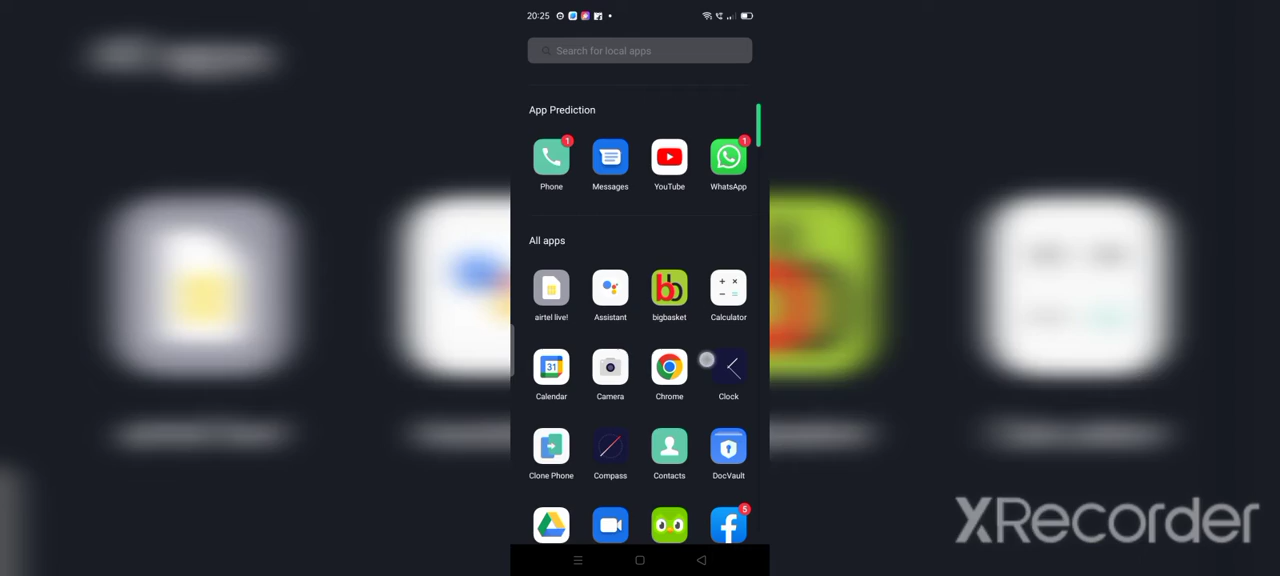 20:25
Search for local apps
App Prediction
1
1
Phone
Messages
YouTube
WhatsApp
All apps
bb
airtel live!
Assistant
bigbasket
Calculator
31
Calendar
Camera
Chrome
Clock
Clone Phone
Compass
Contacts
DocVault
5
XRecorder